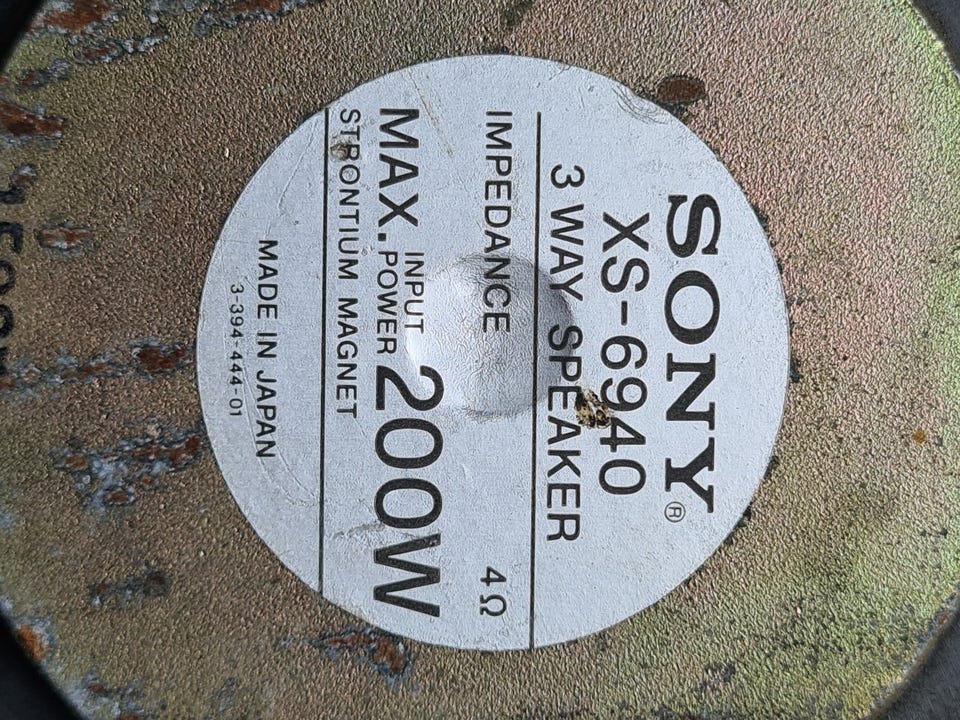 SONY®
XS-6940
3 WAY SPEAKER
IMPEDANCE 4Ω
MAX. INPUT POWER 200W
STRONTIUM MAGNET
MADE IN JAPAN
3-394-444-01